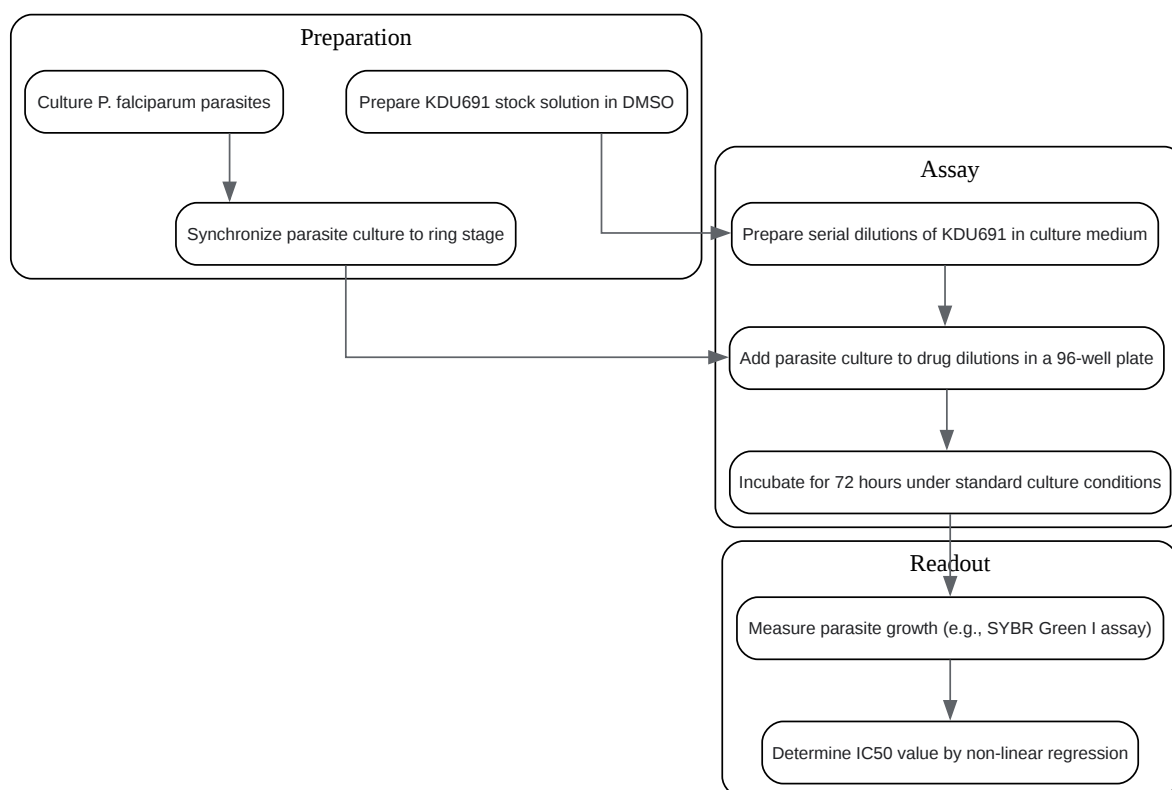 Preparation
Culture P. falciparum parasites
Prepare KDU691 stock solution in DMSO
Synchronize parasite culture to ring stage
Assay
Prepare serial dilutions of KDU691 in culture medium
Add parasite culture to drug dilutions in a 96-well plate
Incubate for 72 hours under standard culture conditions
Readout
Measure parasite growth (e.g., SYBR Green I assay)
Determine IC50 value by non-linear regression